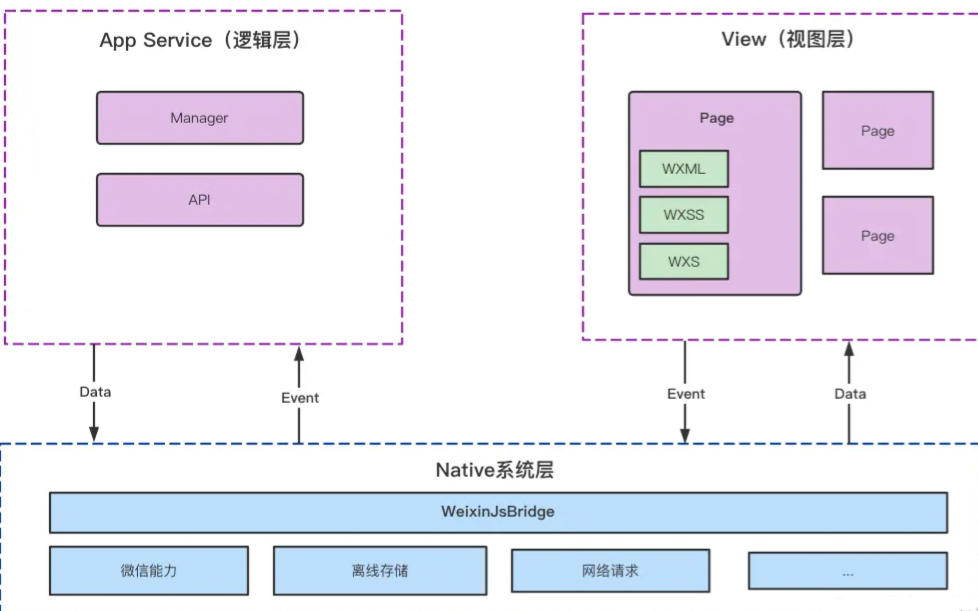 App Service（逻辑层）
Manager
API
View（视图层）
Page
WXML
WXSS
WXS
Page
Page
Data
Event
Event
Data
Native系统层
WeixinJsBridge
微信能力
离线存储
网络请求
...